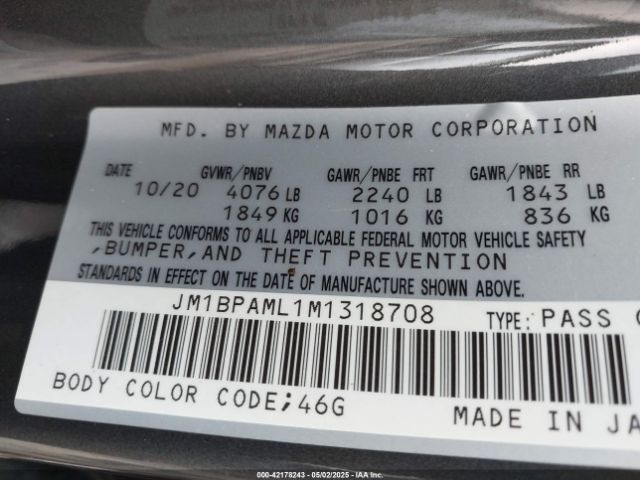 MFD. BY MAZDA MOTOR CORPORATION
DATE GVWR/PNBV GAWR/PNBE FRT GAWR/PNBE RR
10/20 4076 LB 2240 LB 1843 LB
1849 KG 1016 KG 836 KG
THIS VEHICLE CONFORMS TO ALL APPLICABLE FEDERAL MOTOR VEHICLE SAFETY
,BUMPER,AND THEFT PREVENTION
STANDARDS IN EFFECT ON THE DATE OF MANUFACTURE SHOWN ABOVE.
JM1BPAML1M1318708 TYPE: PASS
BODY COLOR CODE;46G MADE IN JA
000-42178243 - 05/02/2025 - IAA Inc.